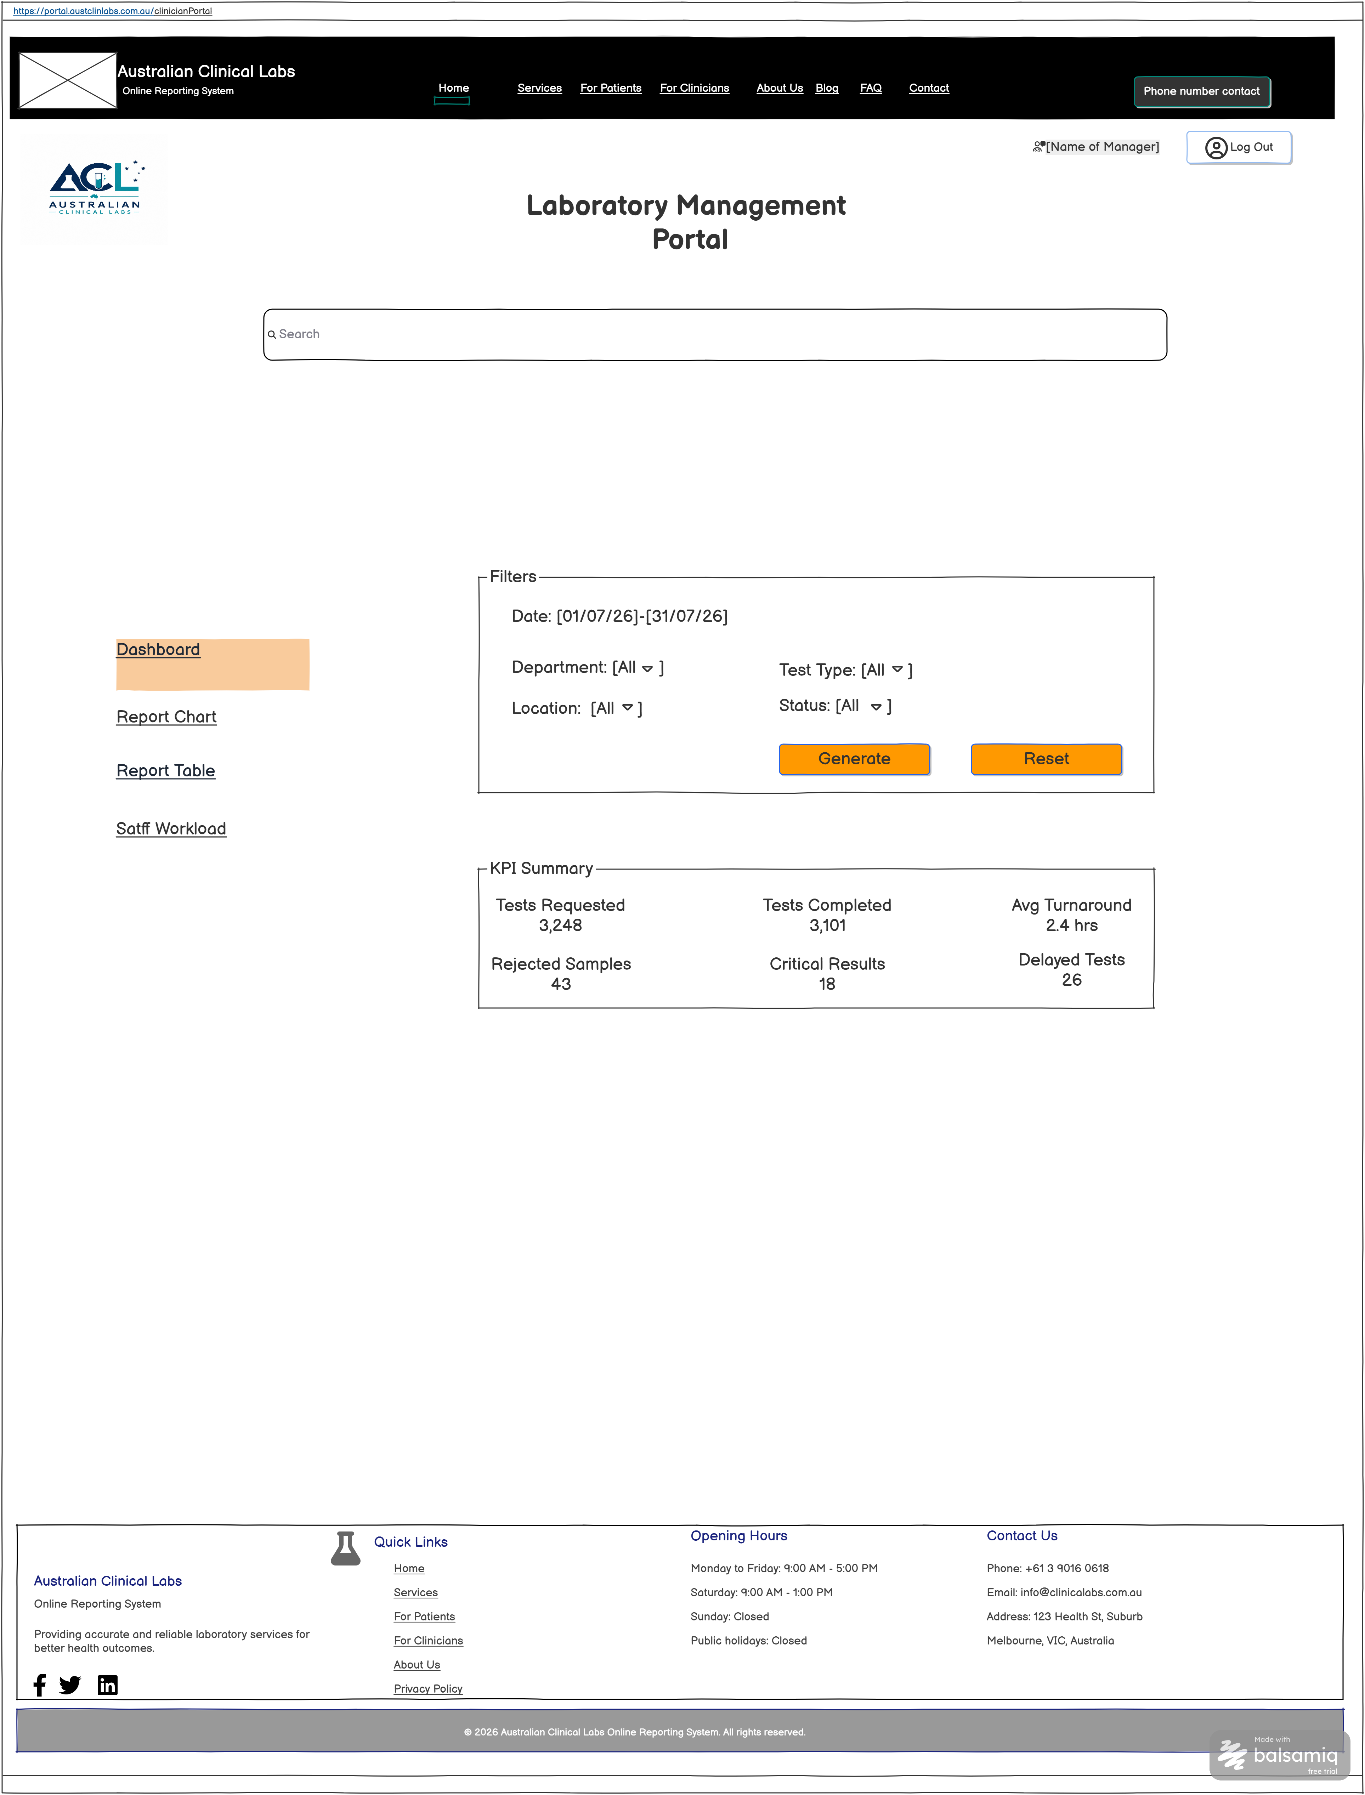 https://portal.austclinlabs.com.au/clinicianPortal
Australian Clinical Labs
Online Reporting System
Home Services For Patients For Clinicians About Us Blog FAQ Contact
Phone number contact
[Name of Manager]
Log Out
ACL
AUSTRALIAN
CLINICAL LABS
Laboratory Management
Portal
Search
Dashboard
Report Chart
Report Table
Satff Workload
Filters
Date: [01/07/26]-[31/07/26]
Department: [All ]
Test Type: [All ]
Location: [All ]
Status: [All ]
Generate
Reset
KPI Summary
Tests Requested
3,248
Tests Completed
3,101
Avg Turnaround
2.4 hrs
Rejected Samples
43
Critical Results
18
Delayed Tests
26
Australian Clinical Labs
Online Reporting System
Providing accurate and reliable laboratory services for
better health outcomes.
Quick Links
Home
Services
For Patients
For Clinicians
About Us
Privacy Policy
Opening Hours
Monday to Friday: 9:00 AM - 5:00 PM
Saturday: 9:00 AM - 1:00 PM
Sunday: Closed
Public holidays: Closed
Contact Us
Phone: +61 3 9016 0618
Email: info@clinicalabs.com.au
Address: 123 Health St, Suburb
Melbourne, VIC, Australia
© 2026 Australian Clinical Labs Online Reporting System. All rights reserved.
Made with
balsamiq
free trial